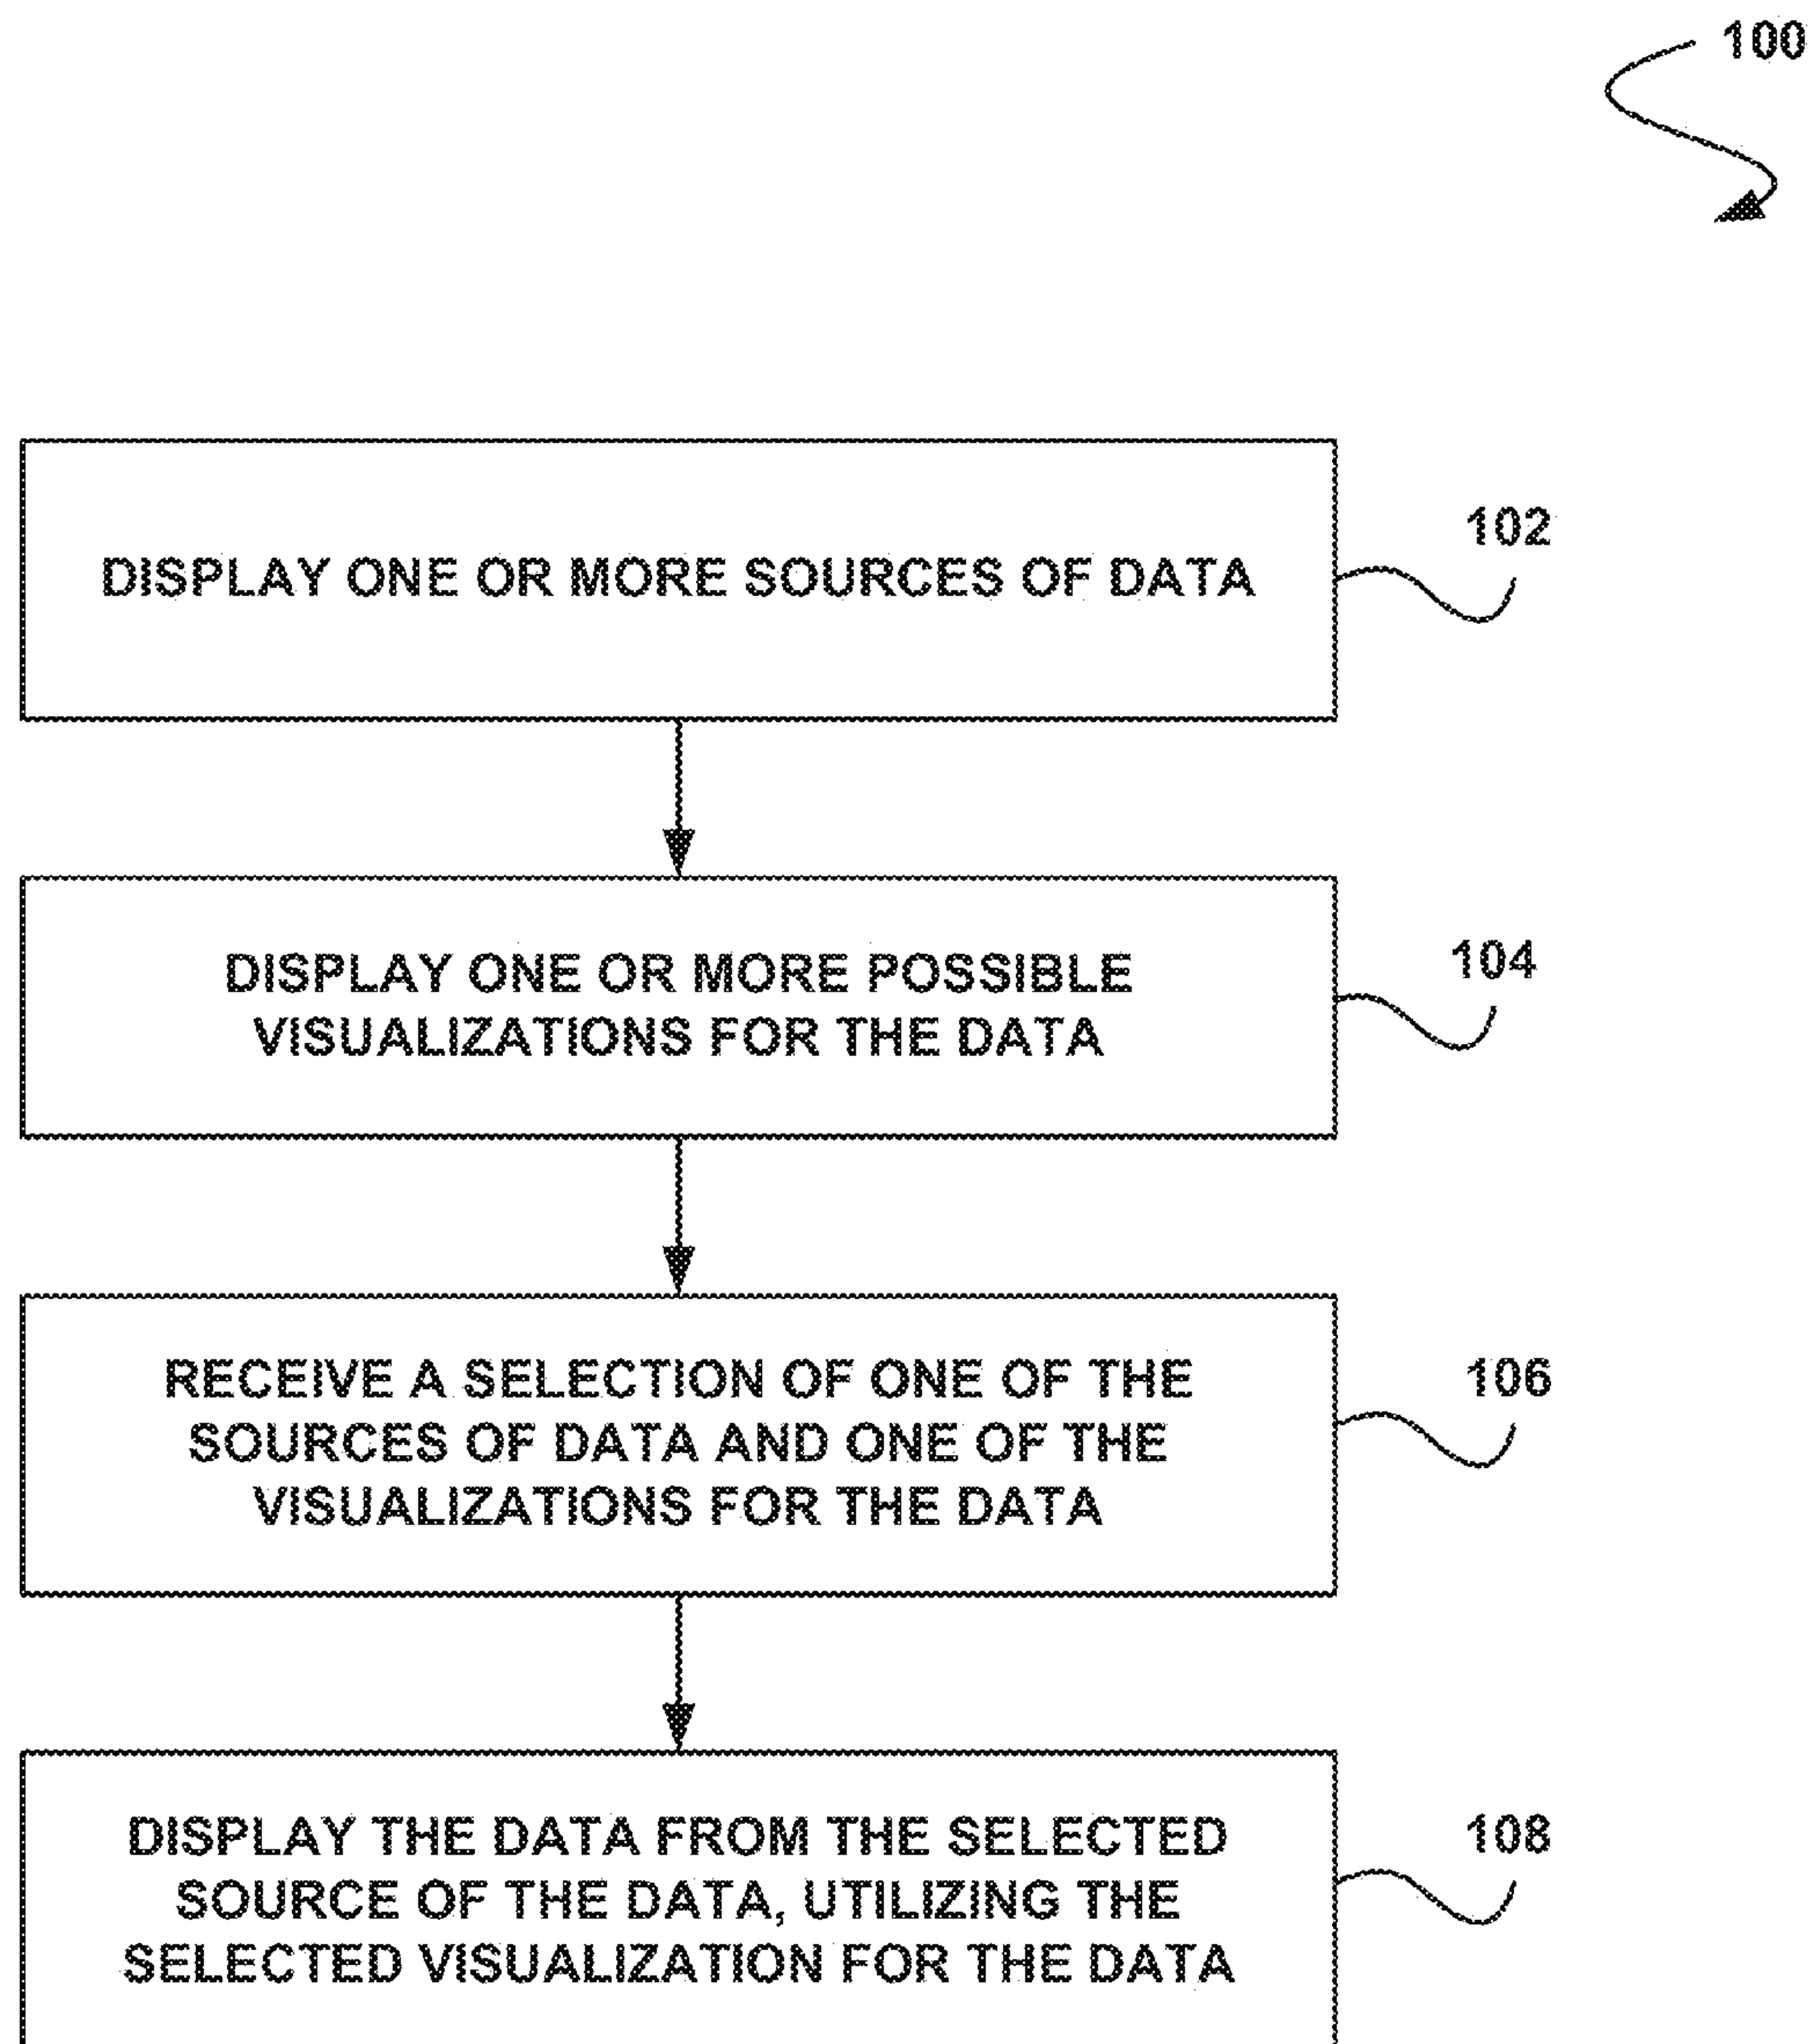 100
DISPLAY ONE OR MORE SOURCES OF DATA
102
DISPLAY ONE OR MORE POSSIBLE
VISUALIZATIONS FOR THE DATA
104
RECEIVE A SELECTION OF ONE OF THE
SOURCES OF DATA AND ONE OF THE
VISUALIZATIONS FOR THE DATA
106
DISPLAY THE DATA FROM THE SELECTED
SOURCE OF THE DATA, UTILIZING THE
SELECTED VISUALIZATION FOR THE DATA
108